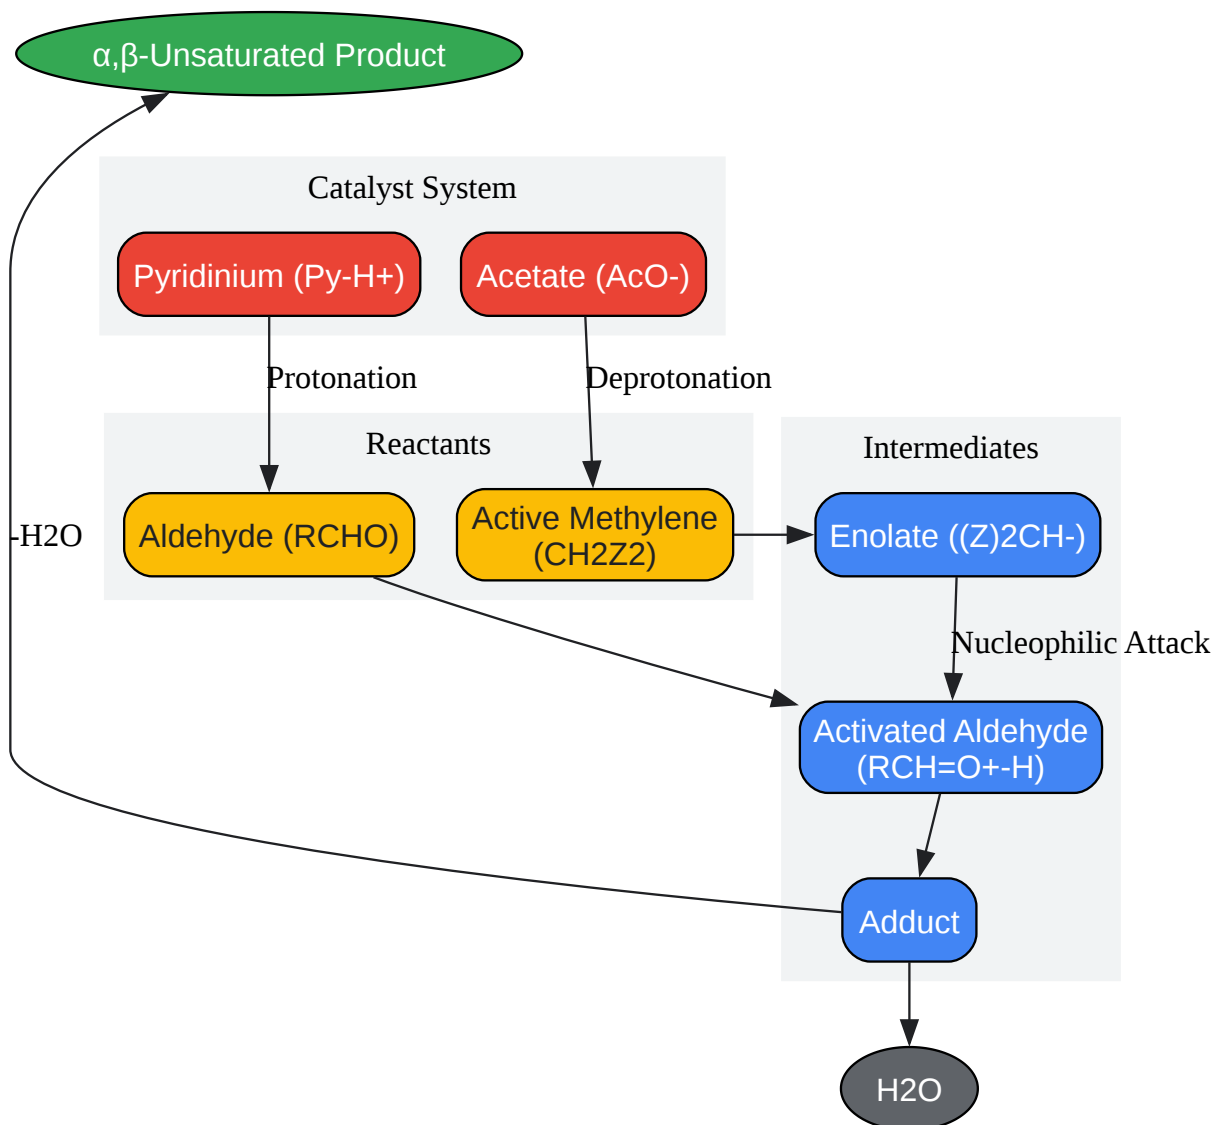 α,β-Unsaturated Product
Catalyst System
Pyridinium (Py-H+)
Acetate (AcO-)
Protonation
Deprotonation
Reactants
Intermediates
Aldehyde (RCHO)
Active Methylene
(CH2Z2)
Enolate ((Z)2CH-)
-H2O
Nucleophilic Attack
Activated Aldehyde
(RCH=O+-H)
Adduct
H2O